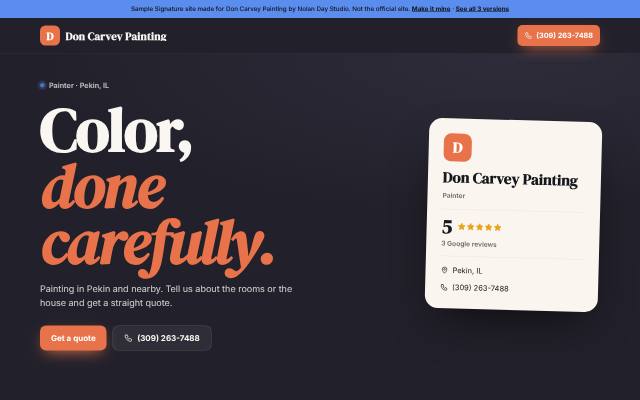 Sample Signature site made for Don Carvey Painting by Nolan Day Studio. Not the official site. Make it mine · See all 3 versions
D Don Carvey Painting
(309) 263-7488
Painter · Pekin, IL
Color,
done
carefully.
Painting in Pekin and nearby. Tell us about the rooms or the
house and get a straight quote.
Get a quote
(309) 263-7488
D
Don Carvey Painting
Painter
5 ★★★★★
3 Google reviews
Pekin, IL
(309) 263-7488